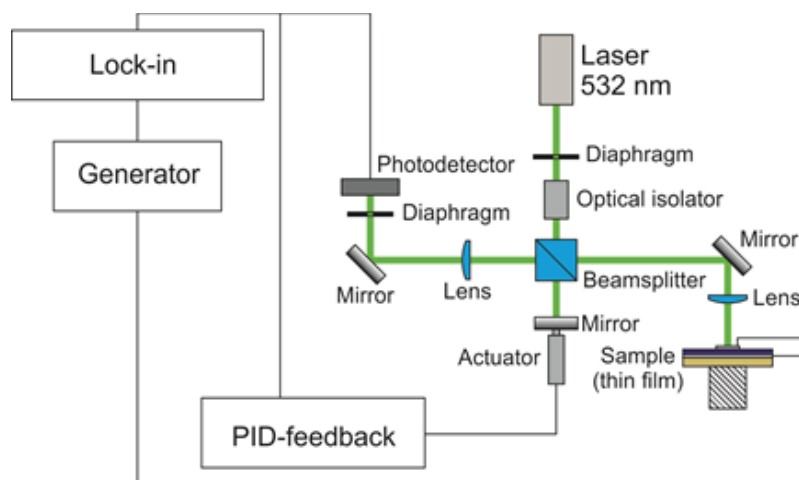 Lock-in
Laser
532 nm
Generator
Photodetector
Diaphragm
Diaphragm
Optical isolator
Mirror
Mirror
Lens
Beamsplitter
Lens
Mirror
Actuator
Sample
(thin film)
PID-feedback